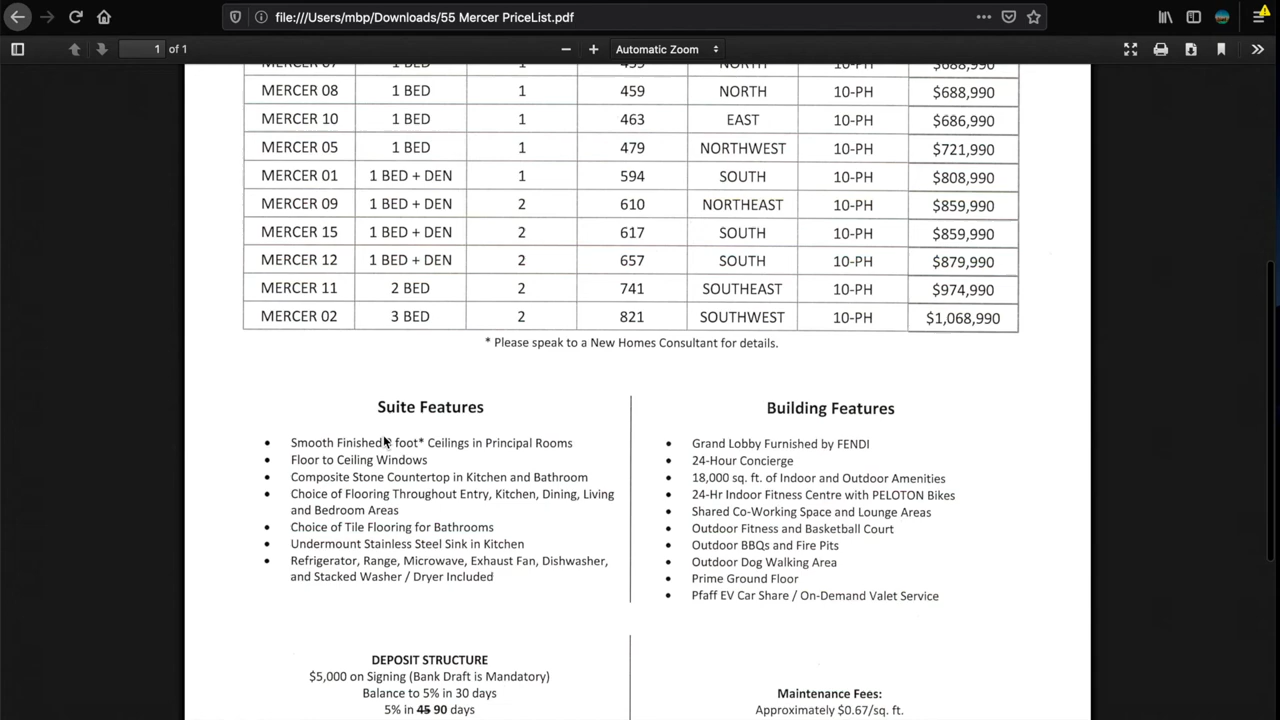 file:///Users/mbp/Downloads/55 Mercer PriceList.pdf
1 of 1
Automatic Zoom
MERCER 07 1 BED 1 459 NORTH 10-PH $688,990
MERCER 08 1 BED 1 459 NORTH 10-PH $688,990
MERCER 10 1 BED 1 463 EAST 10-PH $686,990
MERCER 05 1 BED 1 479 NORTHWEST 10-PH $721,990
MERCER 01 1 BED + DEN 1 594 SOUTH 10-PH $808,990
MERCER 09 1 BED + DEN 2 610 NORTHEAST 10-PH $859,990
MERCER 15 1 BED + DEN 2 617 SOUTH 10-PH $859,990
MERCER 12 1 BED + DEN 2 657 SOUTH 10-PH $879,990
MERCER 11 2 BED 2 741 SOUTHEAST 10-PH $974,990
MERCER 02 3 BED 2 821 SOUTHWEST 10-PH $1,068,990
* Please speak to a New Homes Consultant for details.
Suite Features
• Smooth Finished foot* Ceilings in Principal Rooms
• Floor to Ceiling Windows
• Composite Stone Countertop in Kitchen and Bathroom
• Choice of Flooring Throughout Entry, Kitchen, Dining, Living
and Bedroom Areas
• Choice of Tile Flooring for Bathrooms
• Undermount Stainless Steel Sink in Kitchen
• Refrigerator, Range, Microwave, Exhaust Fan, Dishwasher,
and Stacked Washer / Dryer Included
Building Features
• Grand Lobby Furnished by FENDI
• 24-Hour Concierge
• 18,000 sq. ft. of Indoor and Outdoor Amenities
• 24-Hr Indoor Fitness Centre with PELOTON Bikes
• Shared Co-Working Space and Lounge Areas
• Outdoor Fitness and Basketball Court
• Outdoor BBQs and Fire Pits
• Outdoor Dog Walking Area
• Prime Ground Floor
• Pfaff EV Car Share / On-Demand Valet Service
DEPOSIT STRUCTURE
$5,000 on Signing (Bank Draft is Mandatory)
Balance to 5% in 30 days
5% in 45 90 days
Maintenance Fees:
Approximately $0.67/sq. ft.